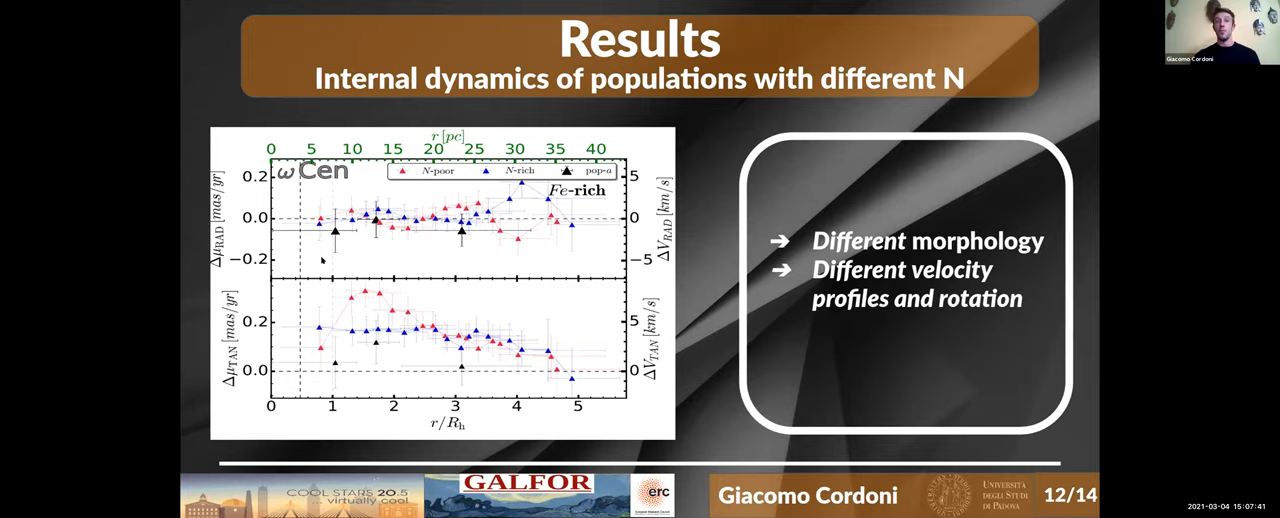 Results
Internal dynamics of populations with different N
r [pc]
0 5 10 15 20 25 30 35 40
ω Cen
N-poor N-rich pop-a
Fe-rich
0.2
0.0
−0.2
ΔμRAD [mas/yr]
5
0
−5
ΔVRAD [km/s]
0.2
0.0
ΔμTAN [mas/yr]
5
0
ΔVTAN [km/s]
0 1 2 3 4 5
r/Rh
➔ Different morphology
➔ Different velocity
profiles and rotation
COOL STARS 20.5
... virtually cool
GALFOR
erc
European Research Council
Giacomo Cordoni
UNIVERSITÀ
DEGLI STUDI
DI PADOVA
12/14
Giacomo Cordoni
2021-03-04 15:07:41